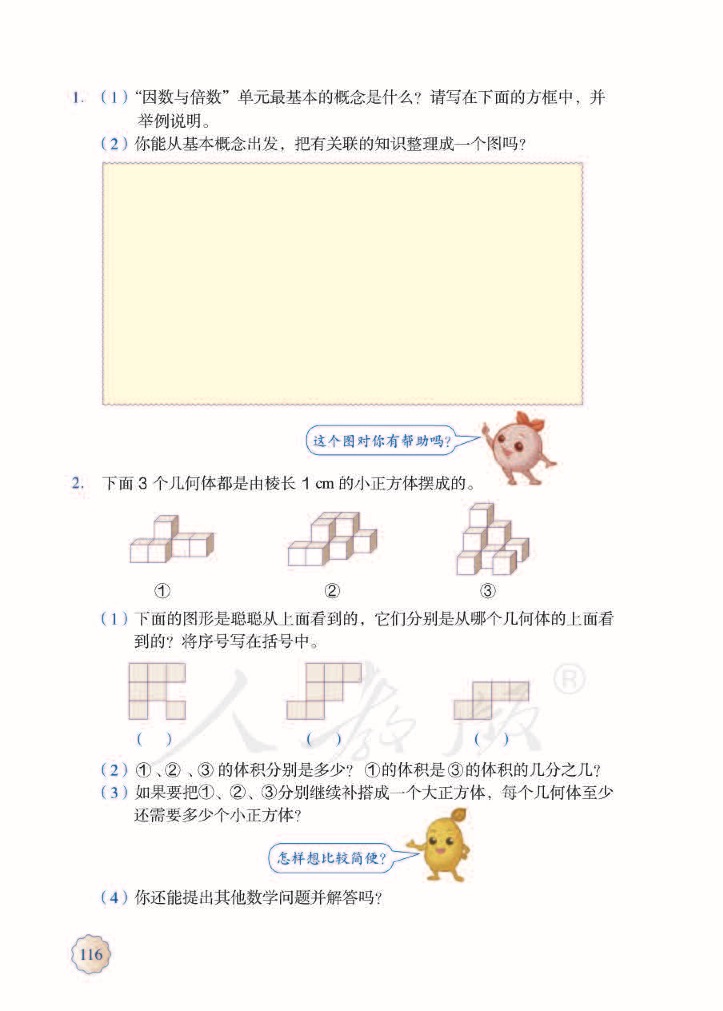 1. (1)“因数与倍数”单元最基本的概念是什么?请写在下面的方框中,并
举例说明。
(2)你能从基本概念出发,把有关联的知识整理成一个图吗?
这个图对你有帮助吗?
2. 下面 3 个几何体都是由棱长 1 cm 的小正方体摆成的。
① ② ③
(1)下面的图形是聪聪从上面看到的,它们分别是从哪个几何体的上面看
到的?将序号写在括号中。
( ) ( ) ( )
人教版®
(2)①、②、③的体积分别是多少?①的体积是③的体积的几分之几?
(3)如果要把①、②、③分别继续补搭成一个大正方体,每个几何体至少
还需要多少个小正方体?
怎样想比较简便?
(4)你还能提出其他数学问题并解答吗?
116